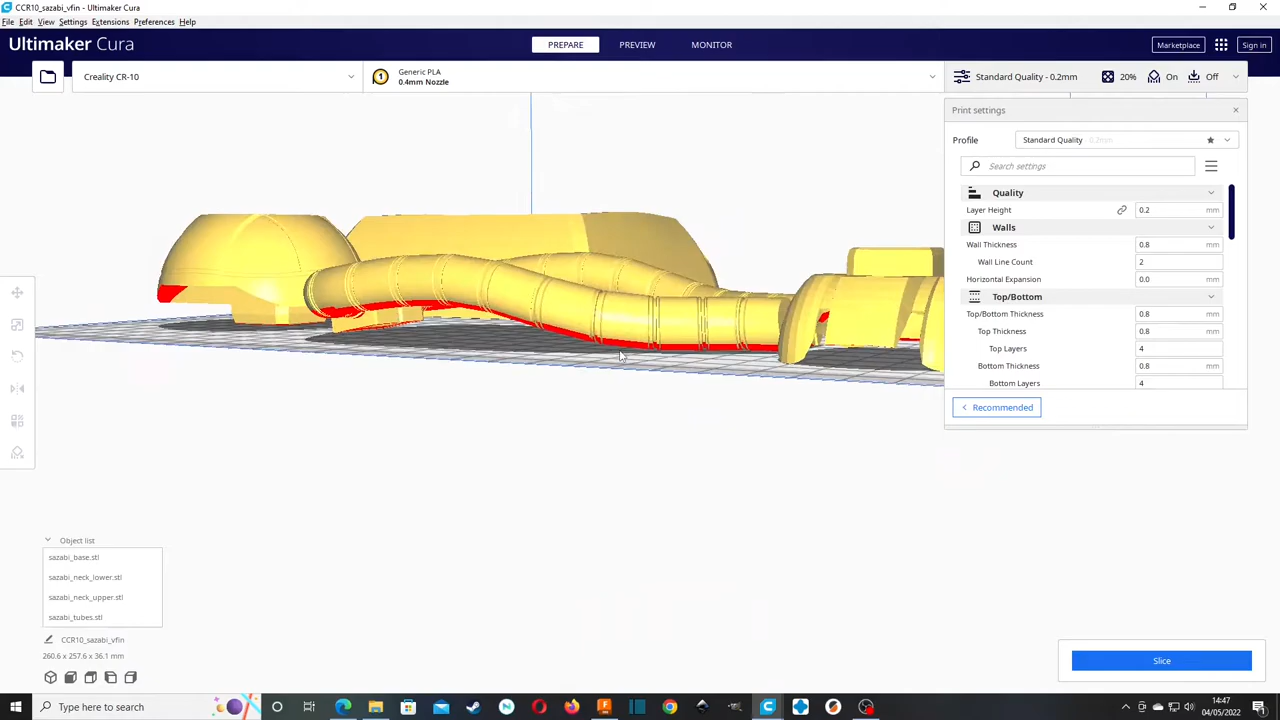 CCR10_sazabi_vfin - Ultimaker Cura
File Edit View Settings Extensions Preferences Help
Ultimaker Cura
PREPARE PREVIEW MONITOR
Marketplace Sign in
Creality CR-10
1 Generic PLA
0.4mm Nozzle
Standard Quality - 0.2mm 20% On Off
Print settings
Profile Standard Quality 0.2mm
Search settings
Quality
Layer Height 0.2 mm
Walls
Wall Thickness 0.8 mm
Wall Line Count 2
Horizontal Expansion 0.0 mm
Top/Bottom
Top/Bottom Thickness 0.8 mm
Top Thickness 0.8 mm
Top Layers 4
Bottom Thickness 0.8 mm
Bottom Layers 4
Recommended
Object list
sazabi_base.stl
sazabi_neck_lower.stl
sazabi_neck_upper.stl
sazabi_tubes.stl
CCR10_sazabi_vfin
260.6 x 257.6 x 36.1 mm
Slice
Type here to search
14:47
04/05/2022